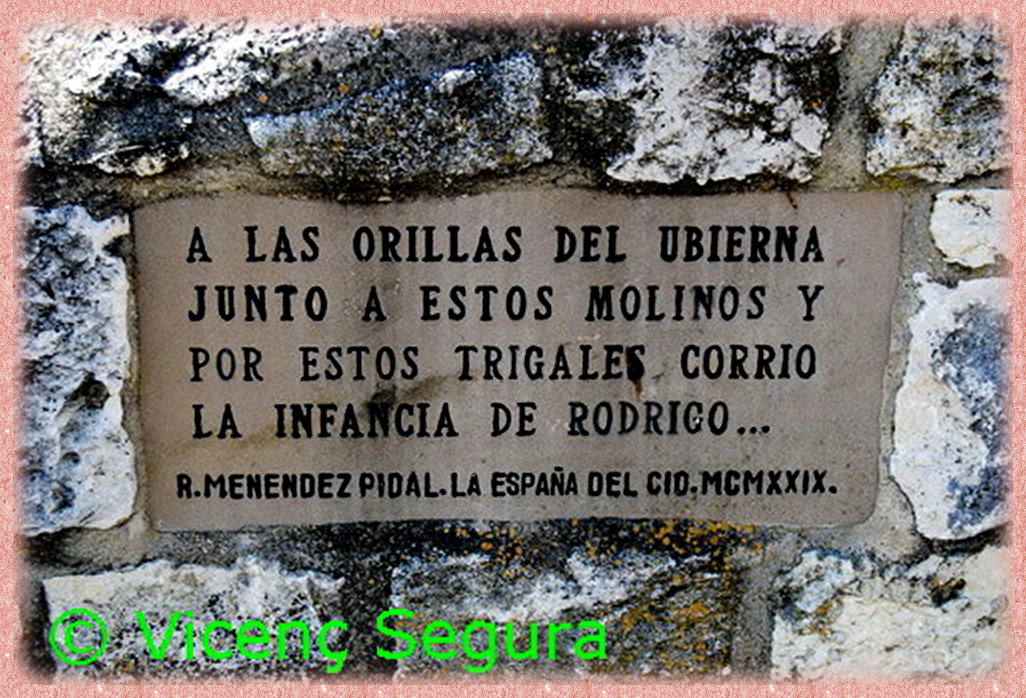 A LAS ORILLAS DEL UBIERNA
JUNTO A ESTOS MOLINOS Y
POR ESTOS TRIGALES CORRIO
LA INFANCIA DE RODRIGO...
R. MENENDEZ PIDAL. LA ESPAÑA DEL CID. MCMXXIX.
© Vicenç Segura